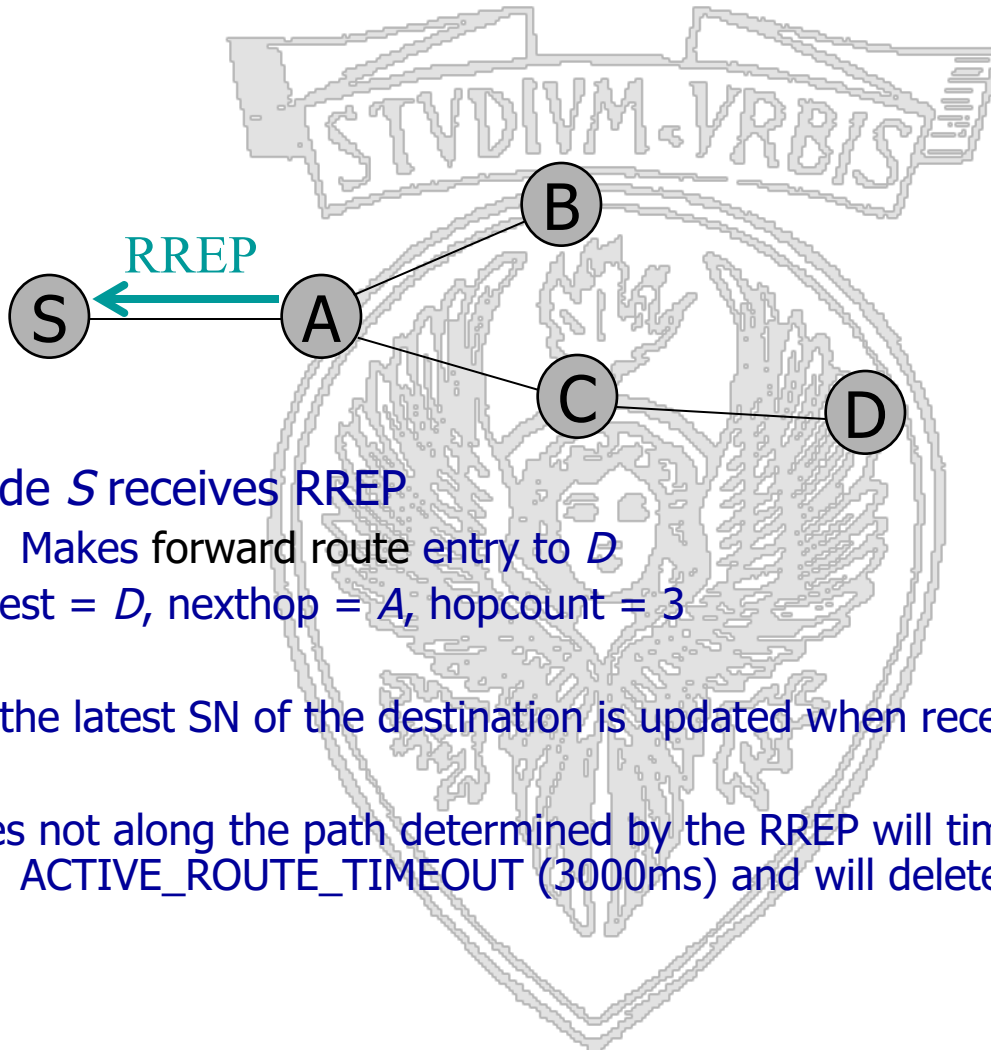 STVDIVM VRBIS
B
RREP
S
A
C
D
de S receives RREP
Makes forward route entry to D
est = D, nexthop = A, hopcount = 3
the latest SN of the destination is updated when rece
es not along the path determined by the RREP will tim
ACTIVE_ROUTE_TIMEOUT (3000ms) and will delete